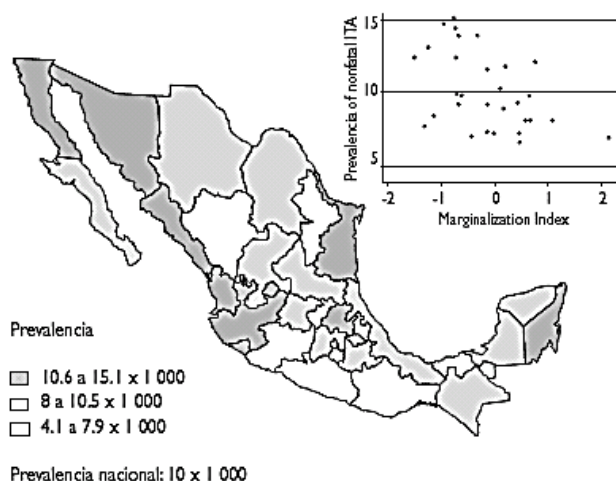 15
10
5
Prevalencia of nonfatal ITA
-2 -1 0 1 2
Marginalization Index
Prevalencia
10.6 a 15.1 x 1 000
8 a 10.5 x 1 000
4.1 a 7.9 x 1 000
Prevalencia nacional: 10 x 1 000